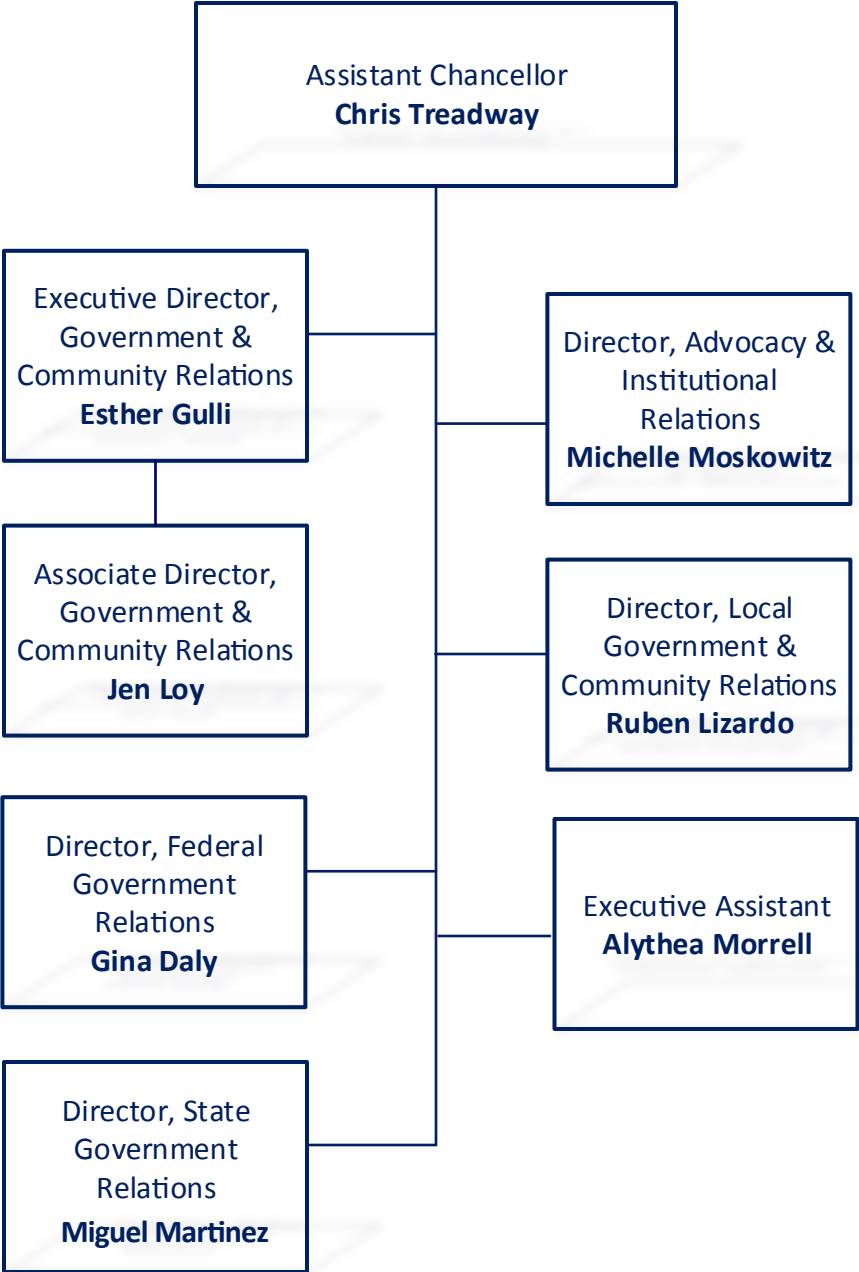 Assistant Chancellor
Chris Treadway
Executive Director,
Government &
Community Relations
Esther Gulli
Director, Advocacy &
Institutional
Relations
Michelle Moskowitz
Associate Director,
Government &
Community Relations
Jen Loy
Director, Local
Government &
Community Relations
Ruben Lizardo
Director, Federal
Government
Relations
Gina Daly
Executive Assistant
Alythea Morrell
Director, State
Government
Relations
Miguel Martinez